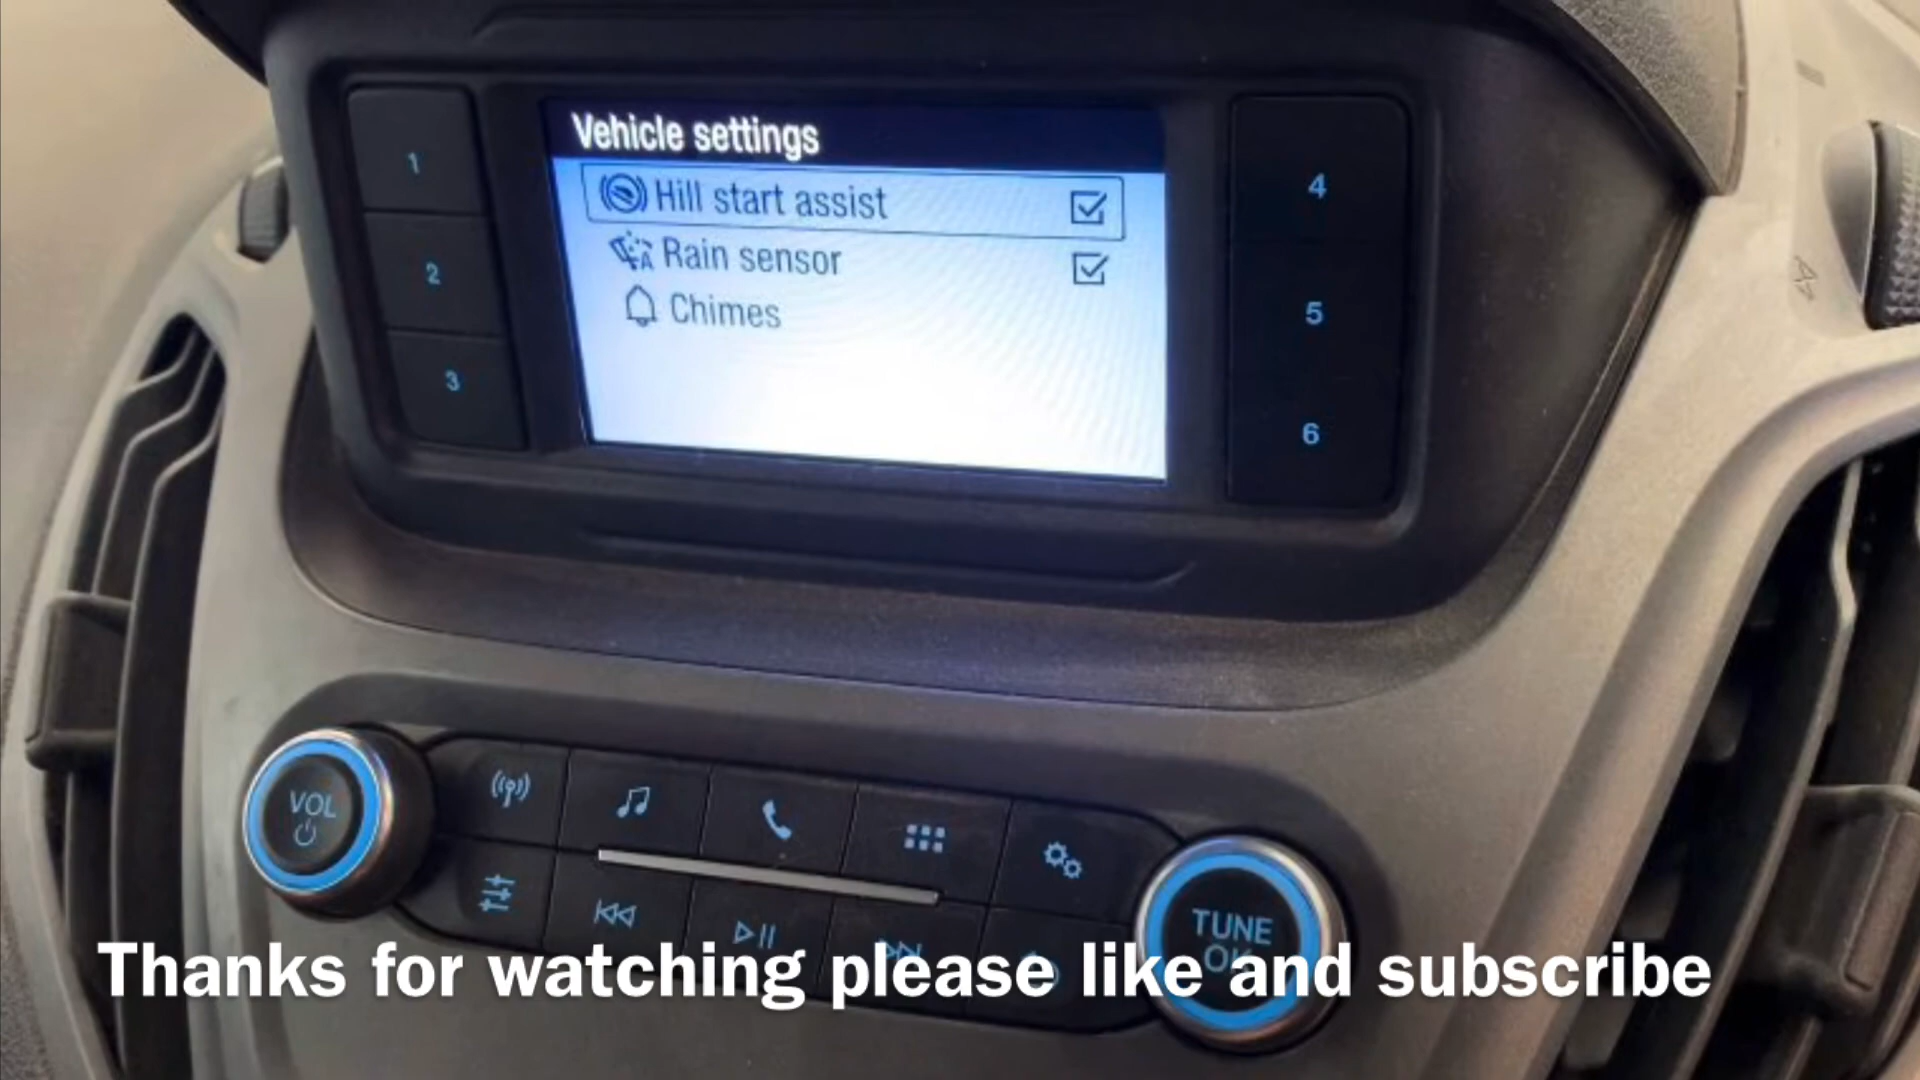 Vehicle settings
Hill start assist
Rain sensor
Chimes
1
2
3
4
5
6
VOL
TUNE
OK
Thanks for watching please like and subscribe